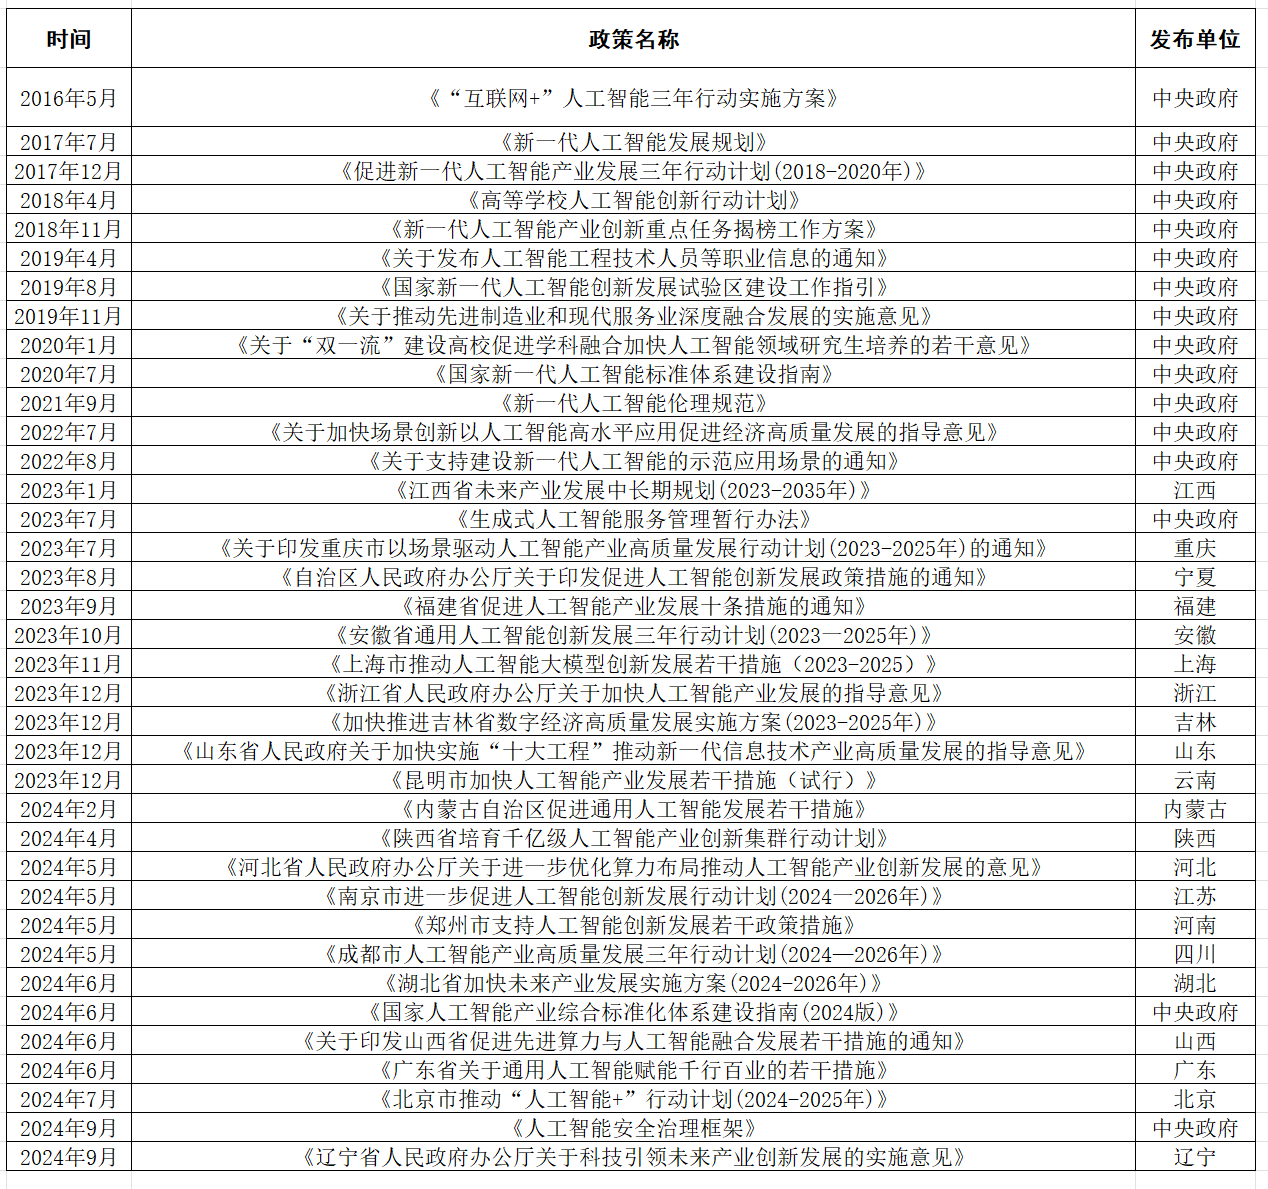 时间 政策名称 发布单位
2016年5月 《“互联网+”人工智能三年行动实施方案》 中央政府
2017年7月 《新一代人工智能发展规划》 中央政府
2017年12月 《促进新一代人工智能产业发展三年行动计划(2018-2020年)》 中央政府
2018年4月 《高等学校人工智能创新行动计划》 中央政府
2018年11月 《新一代人工智能产业创新重点任务揭榜工作方案》 中央政府
2019年4月 《关于发布人工智能工程技术人员等职业信息的通知》 中央政府
2019年8月 《国家新一代人工智能创新发展试验区建设工作指引》 中央政府
2019年11月 《关于推动先进制造业和现代服务业深度融合发展的实施意见》 中央政府
2020年1月 《关于“双一流”建设高校促进学科融合加快人工智能领域研究生培养的若干意见》 中央政府
2020年7月 《国家新一代人工智能标准体系建设指南》 中央政府
2021年9月 《新一代人工智能伦理规范》 中央政府
2022年7月 《关于加快场景创新以人工智能高水平应用促进经济高质量发展的指导意见》 中央政府
2022年8月 《关于支持建设新一代人工智能的示范应用场景的通知》 中央政府
2023年1月 《江西省未来产业发展中长期规划(2023-2035年)》 江西
2023年7月 《生成式人工智能服务管理暂行办法》 中央政府
2023年7月 《关于印发重庆市以场景驱动人工智能产业高质量发展行动计划(2023-2025年)的通知》 重庆
2023年8月 《自治区人民政府办公厅关于印发促进人工智能创新发展政策措施的通知》 宁夏
2023年9月 《福建省促进人工智能产业发展十条措施的通知》 福建
2023年10月 《安徽省通用人工智能创新发展三年行动计划(2023一2025年)》 安徽
2023年11月 《上海市推动人工智能大模型创新发展若干措施（2023-2025）》 上海
2023年12月 《浙江省人民政府办公厅关于加快人工智能产业发展的指导意见》 浙江
2023年12月 《加快推进吉林省数字经济高质量发展实施方案(2023-2025年)》 吉林
2023年12月 《山东省人民政府关于加快实施“十大工程”推动新一代信息技术产业高质量发展的指导意见》 山东
2023年12月 《昆明市加快人工智能产业发展若干措施（试行）》 云南
2024年2月 《内蒙古自治区促进通用人工智能发展若干措施》 内蒙古
2024年4月 《陕西省培育千亿级人工智能产业创新集群行动计划》 陕西
2024年5月 《河北省人民政府办公厅关于进一步优化算力布局推动人工智能产业创新发展的意见》 河北
2024年5月 《南京市进一步促进人工智能创新发展行动计划(2024一2026年)》 江苏
2024年5月 《郑州市支持人工智能创新发展若干政策措施》 河南
2024年5月 《成都市人工智能产业高质量发展三年行动计划(2024—2026年)》 四川
2024年6月 《湖北省加快未来产业发展实施方案(2024-2026年)》 湖北
2024年6月 《国家人工智能产业综合标准化体系建设指南(2024版)》 中央政府
2024年6月 《关于印发山西省促进先进算力与人工智能融合发展若干措施的通知》 山西
2024年6月 《广东省关于通用人工智能赋能千行百业的若干措施》 广东
2024年7月 《北京市推动“人工智能+”行动计划(2024-2025年)》 北京
2024年9月 《人工智能安全治理框架》 中央政府
2024年9月 《辽宁省人民政府办公厅关于科技引领未来产业创新发展的实施意见》 辽宁